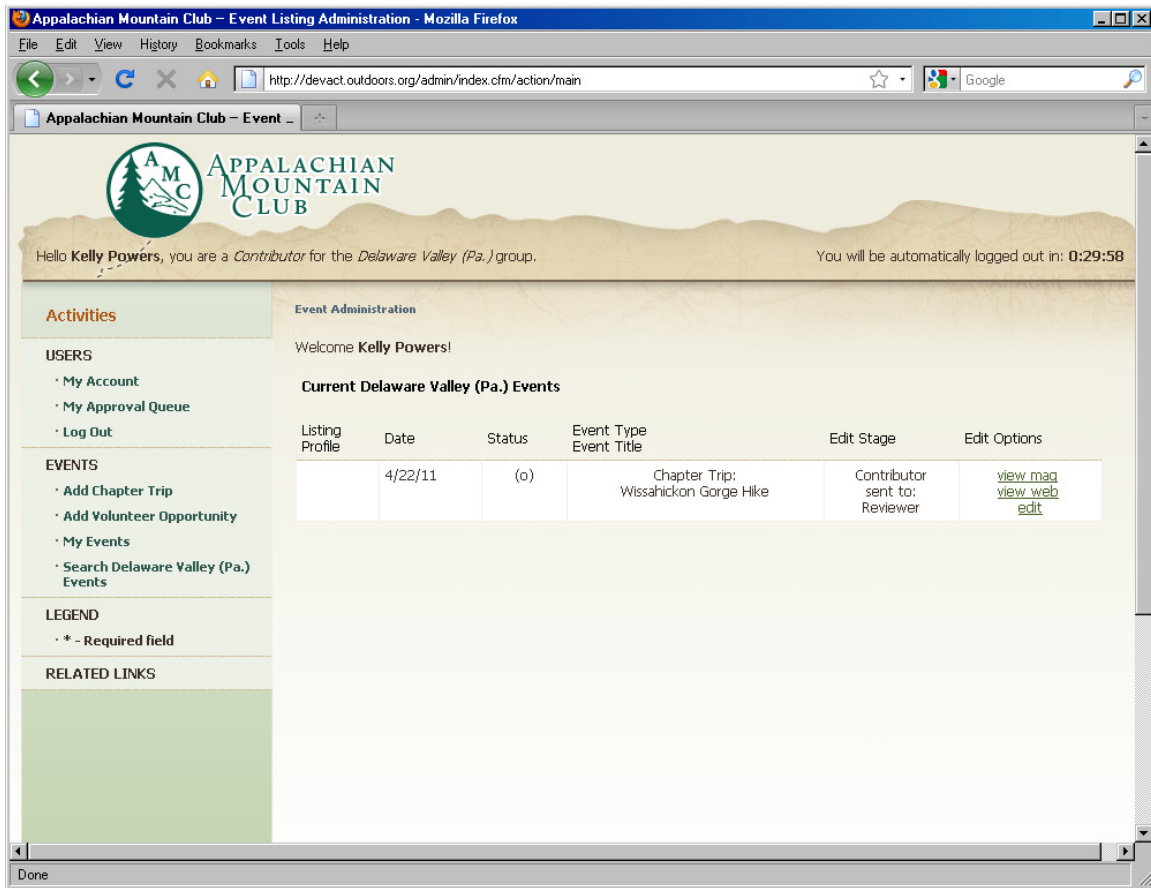 Appalachian Mountain Club – Event Listing Administration - Mozilla Firefox
File Edit View History Bookmarks Tools Help
http://devact.outdoors.org/admin/index.cfm/action/main
Google
Appalachian Mountain Club – Event ...
AMC
APPALACHIAN
MOUNTAIN
CLUB
Hello Kelly Powers, you are a Contributor for the Delaware Valley (Pa.) group.
You will be automatically logged out in: 0:29:58
Activities
USERS
· My Account
· My Approval Queue
· Log Out
EVENTS
· Add Chapter Trip
· Add Volunteer Opportunity
· My Events
· Search Delaware Valley (Pa.)
Events
LEGEND
· * - Required field
RELATED LINKS
Event Administration
Welcome Kelly Powers!
Current Delaware Valley (Pa.) Events
Listing
Profile
Date
Status
Event Type
Event Title
Edit Stage
Edit Options
4/22/11
(o)
Chapter Trip:
Wissahickon Gorge Hike
Contributor
sent to:
Reviewer
view mag
view web
edit
Done